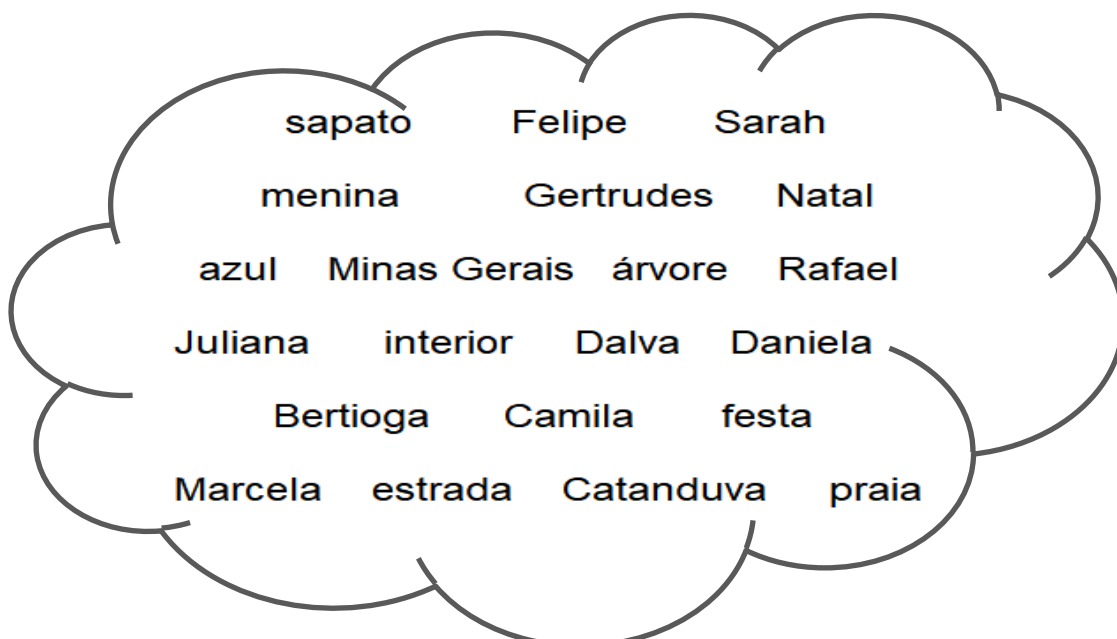 sapato Felipe Sarah
menina Gertrudes Natal
azul Minas Gerais árvore Rafael
Juliana interior Dalva Daniela
Bertioga Camila festa
Marcela estrada Catanduva praia